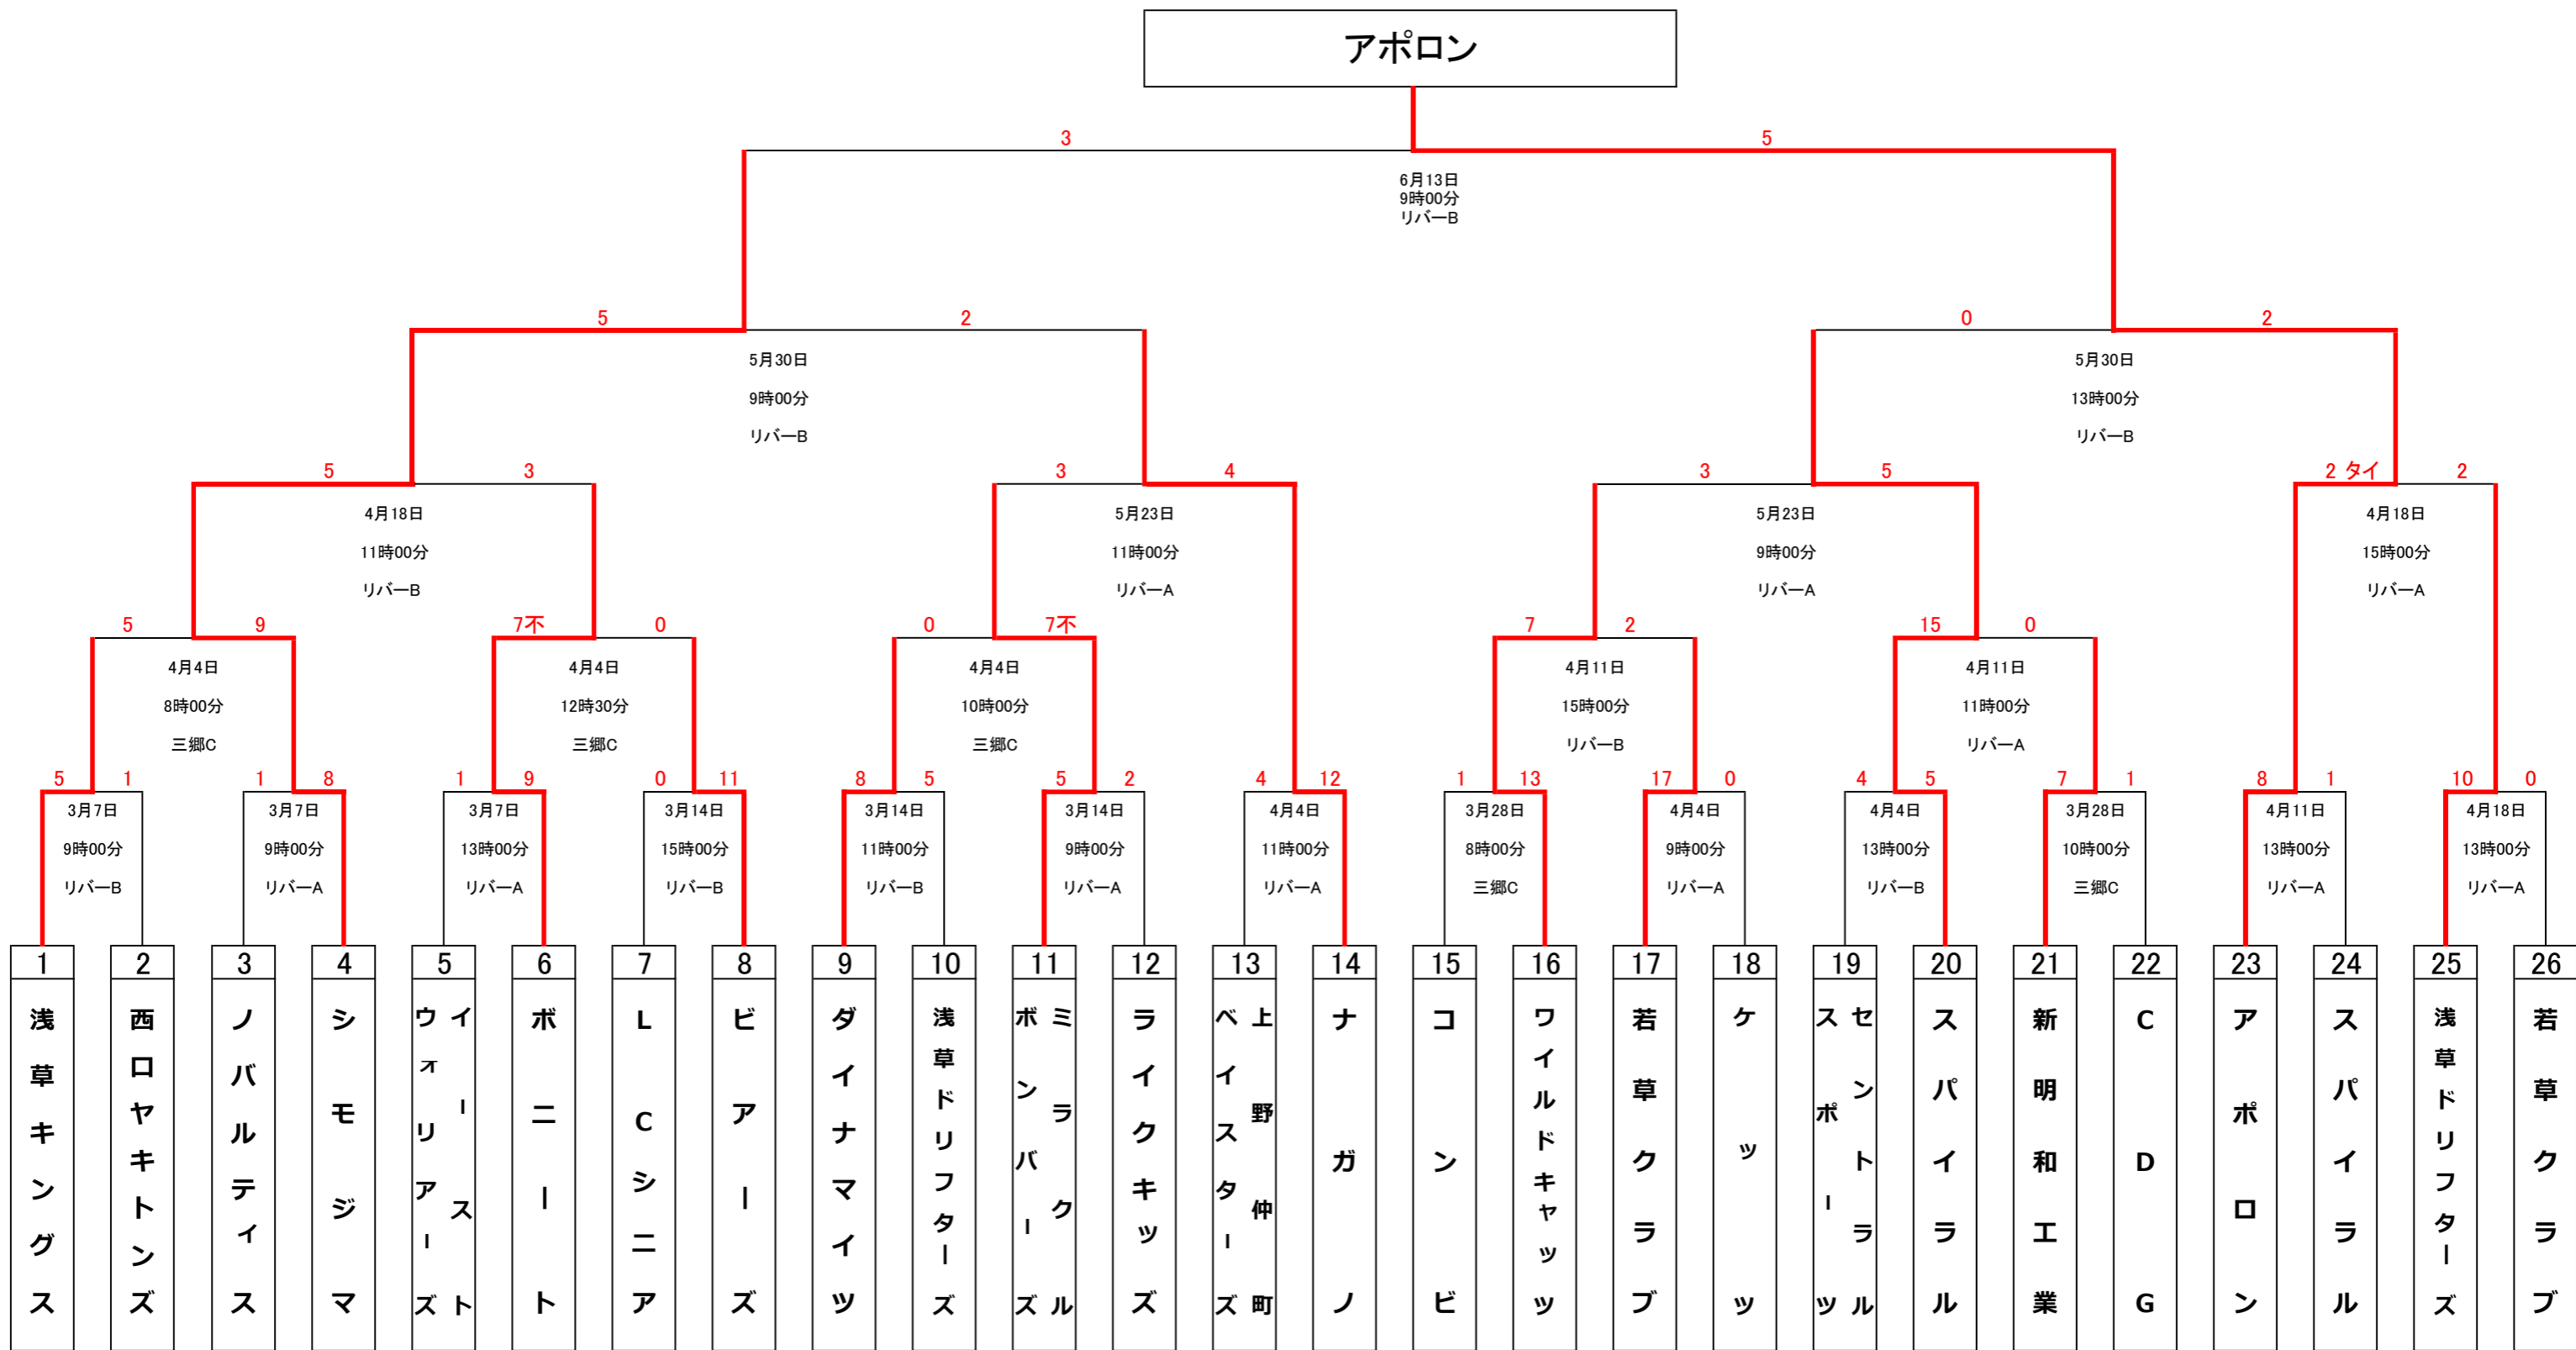 アポロン
3
5
6月13日
9時00分
リバーB
5
2
0
2
5月30日
9時00分
リバーB
5月30日
13時00分
リバーB
5
3
3
4
3
5
2 タイ
2
4月18日
11時00分
リバーB
5月23日
11時00分
リバーA
5月23日
9時00分
リバーA
4月18日
15時00分
リバーA
5
9
7不
0
0
7不
7
2
15
0
4月4日
8時00分
三郷C
4月4日
12時30分
三郷C
4月4日
10時00分
三郷C
4月11日
15時00分
リバーB
4月11日
11時00分
リバーA
5
1
1
8
1
9
0
11
8
5
5
2
4
12
1
13
17
0
4
5
7
1
8
1
10
0
3月7日
9時00分
リバーB
3月7日
9時00分
リバーA
3月7日
13時00分
リバーA
3月14日
15時00分
リバーB
3月14日
11時00分
リバーB
3月14日
9時00分
リバーA
4月4日
11時00分
リバーA
3月28日
8時00分
三郷C
4月4日
9時00分
リバーA
4月4日
13時00分
リバーB
3月28日
10時00分
三郷C
4月11日
13時00分
リバーA
4月18日
13時00分
リバーA
1
浅草キングス
2
西口ヤキトンズ
3
ノバルティス
4
シモジマ
5
イースト
ウォリアーズ
6
ボニート
7
LCシニア
8
ビアーズ
9
ダイナマイツ
10
浅草ドリフターズ
11
ミラクル
ボンバーズ
12
ライクキッズ
13
上野仲町
ベイスターズ
14
ナガノ
15
コンビ
16
ワイルドキャッツ
17
若草クラブ
18
ケッツ
19
セントラル
スポーツ
20
スパイラル
21
新明和工業
22
CDG
23
アポロン
24
スパイラル
25
浅草ドリフターズ
26
若草クラブ